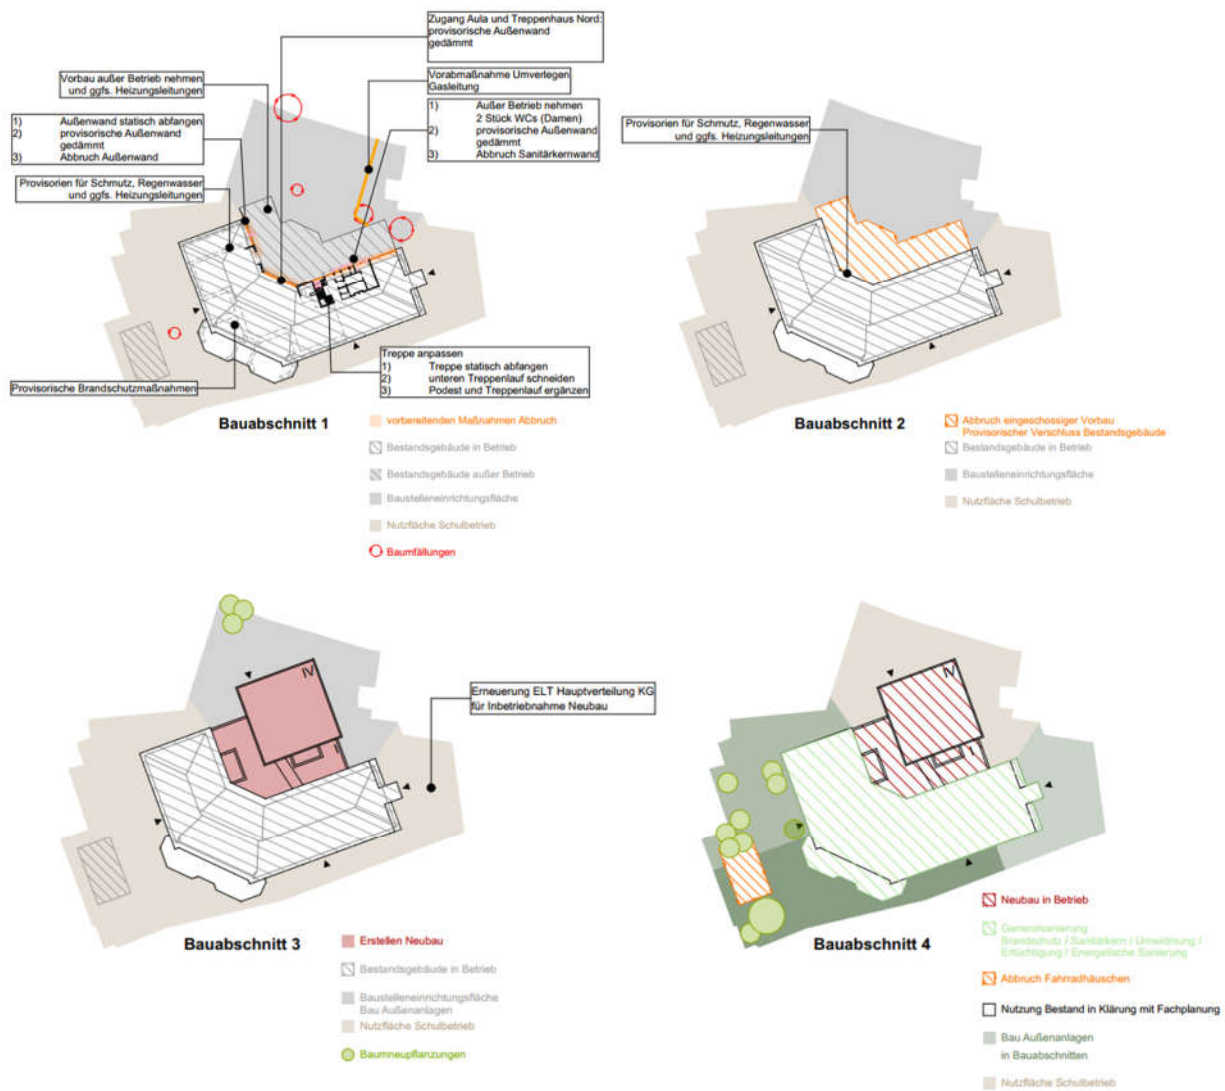 Zugang Aula und Treppenhaus Nord:
provisorische Außenwand
gedämmt
Vorbau außer Betrieb nehmen
und ggfs. Heizungsleitungen
Vorabmaßnahme Umverlegen
Gasleitung
1) Außenwand statisch abfangen
2) provisorische Außenwand
gedämmt
3) Abbruch Außenwand
1) Außer Betrieb nehmen
2 Stück WCs (Damen)
2) provisorische Außenwand
gedämmt
3) Abbruch Sanitärkernwand
Provisorien für Schmutz, Regenwasser
und ggfs. Heizungsleitungen
Provisorische Brandschutzmaßnahmen
Treppe anpassen
1) Treppe statisch abfangen
2) unteren Treppenlauf schneiden
3) Podest und Treppenlauf ergänzen
Bauabschnitt 1
vorbereitenden Maßnahmen Abbruch
Bestandsgebäude in Betrieb
Bestandsgebäude außer Betrieb
Baustelleneinrichtungsfläche
Nutzfläche Schulbetrieb
Baumfällungen
Provisorien für Schmutz, Regenwasser
und ggfs. Heizungsleitungen
Bauabschnitt 2
Abbruch eingeschossiger Vorbau
Provisorischer Verschluss Bestandsgebäude
Bestandsgebäude in Betrieb
Baustelleneinrichtungsfläche
Nutzfläche Schulbetrieb
IV
I
Erneuerung ELT Hauptverteilung KG
für Inbetriebnahme Neubau
Bauabschnitt 3
Erstellen Neubau
Bestandsgebäude in Betrieb
Baustelleneinrichtungsfläche
Bau Außenanlagen
Nutzfläche Schulbetrieb
Baumneupflanzungen
IV
I
Bauabschnitt 4
Neubau in Betrieb
Generalsanierung
Brandschutz / Sanitärkern / Umwidmung /
Ertüchtigung / Energetische Sanierung
Abbruch Fahrradhäuschen
Nutzung Bestand in Klärung mit Fachplanung
Bau Außenanlagen
in Bauabschnitten
Nutzfläche Schulbetrieb